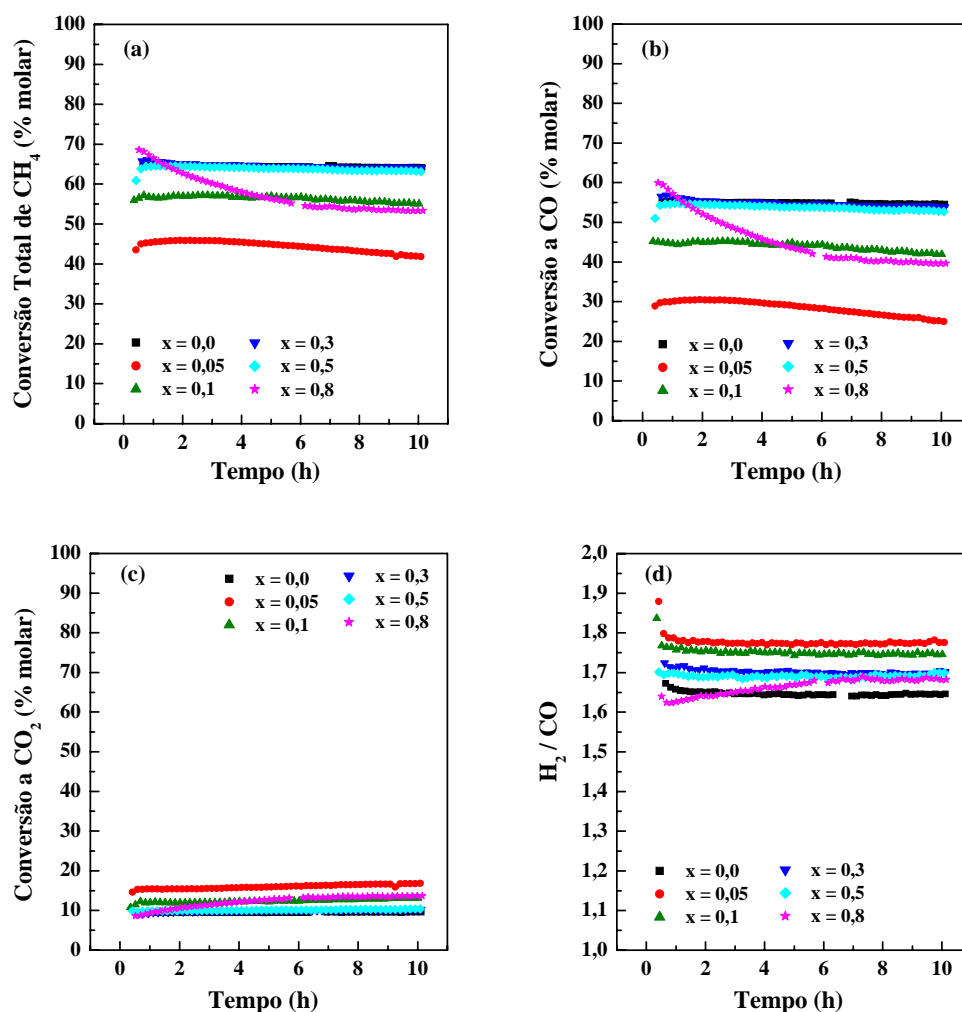 (a)
Conversão Total de CH4 (% molar)
100
90
80
70
60
50
40
30
20
10
0
x = 0,0
x = 0,05
x = 0,1
x = 0,3
x = 0,5
x = 0,8
0 2 4 6 8 10
Tempo (h)
(b)
Conversão a CO (% molar)
100
90
80
70
60
50
40
30
20
10
0
x = 0,0
x = 0,05
x = 0,1
x = 0,3
x = 0,5
x = 0,8
0 2 4 6 8 10
Tempo (h)
(c)
Conversão a CO2 (% molar)
100
90
80
70
60
50
40
30
20
10
0
x = 0,0
x = 0,05
x = 0,1
x = 0,3
x = 0,5
x = 0,8
0 2 4 6 8 10
Tempo (h)
(d)
H2 / CO
2,0
1,9
1,8
1,7
1,6
1,5
1,4
1,3
1,2
1,1
1,0
x = 0,0
x = 0,05
x = 0,1
x = 0,3
x = 0,5
x = 0,8
0 2 4 6 8 10
Tempo (h)